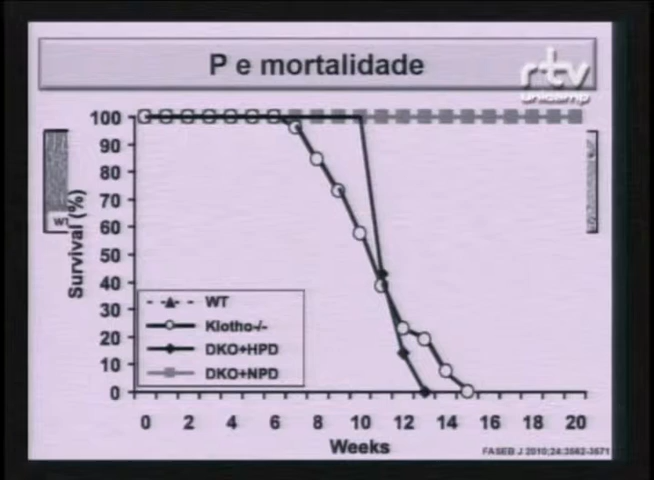 P e mortalidade
rtv
unicamp
100
90
80
70
60
50
40
30
20
10
0
Survival (%)
WT
WT
Klotho-/-
DKO+HPD
DKO+NPD
0 2 4 6 8 10 12 14 16 18 20
Weeks
FASEB J 2010;24:3562-3571